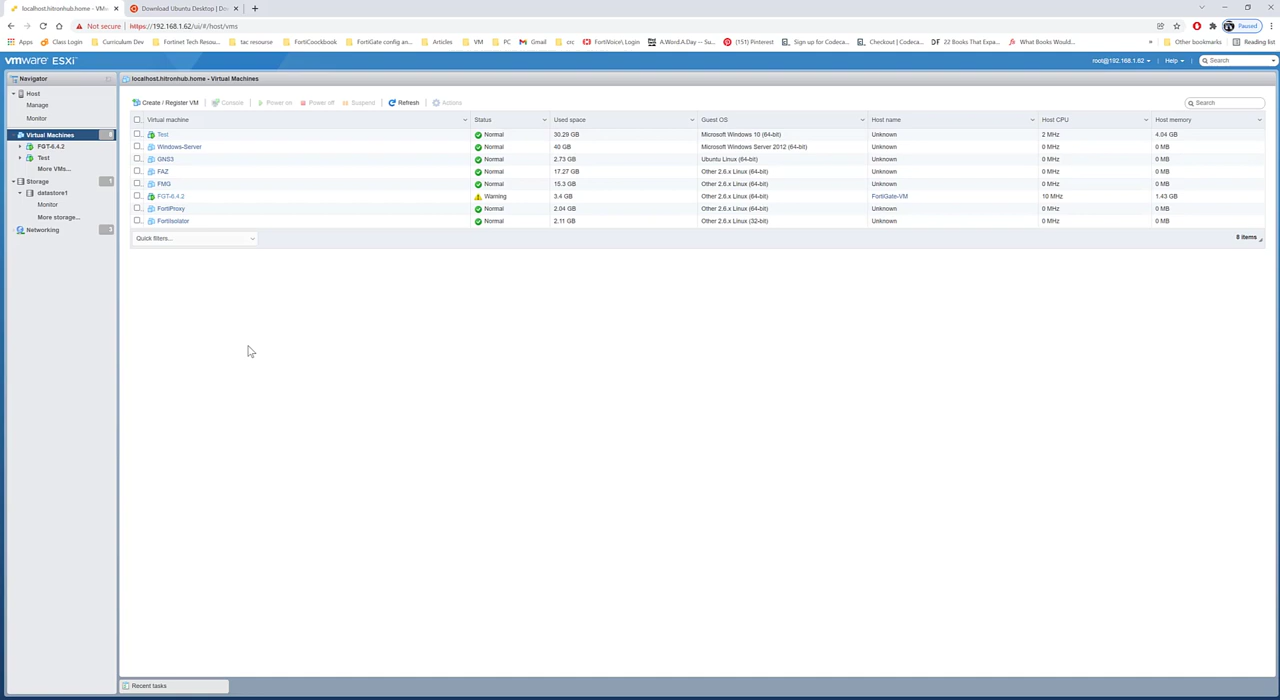 localhost.hitronhub.home - VM
Download Ubuntu Desktop | Do
Not secure | https://192.168.1.62/ui/#/host/vms
Paused
Apps Class Login Curriculum Dev Fortinet Tech Resou... tac resourse FortiCoockbook FortiGate config an... Articles VM PC Gmail crc FortiVoice\ Login A.Word.A.Day -- Su... (151) Pinterest Sign up for Codeca... Checkout | Codeca... DF 22 Books That Expa... What Books Would... » Other bookmarks Reading list
vmware ESXi™
root@192.168.1.62 | Help | Search
Navigator
Host
Manage
Monitor
Virtual Machines 8
FGT-6.4.2
Test
More VMs...
Storage 1
datastore1
Monitor
More storage...
Networking 3
localhost.hitronhub.home - Virtual Machines
Create / Register VM | Console | Power on Power off Suspend | Refresh | Actions
Search
Virtual machine Status Used space Guest OS Host name Host CPU Host memory
Test Normal 30.29 GB Microsoft Windows 10 (64-bit) Unknown 2 MHz 4.04 GB
Windows-Server Normal 40 GB Microsoft Windows Server 2012 (64-bit) Unknown 0 MHz 0 MB
GNS3 Normal 2.73 GB Ubuntu Linux (64-bit) Unknown 0 MHz 0 MB
FAZ Normal 17.27 GB Other 2.6.x Linux (64-bit) Unknown 0 MHz 0 MB
FMG Normal 15.3 GB Other 2.6.x Linux (64-bit) Unknown 0 MHz 0 MB
FGT-6.4.2 Warning 3.4 GB Other 2.6.x Linux (64-bit) FortiGate-VM 10 MHz 1.43 GB
FortiProxy Normal 2.04 GB Other 2.6.x Linux (64-bit) Unknown 0 MHz 0 MB
FortiIsolator Normal 2.11 GB Other 2.6.x Linux (32-bit) Unknown 0 MHz 0 MB
Quick filters...
8 items
Recent tasks